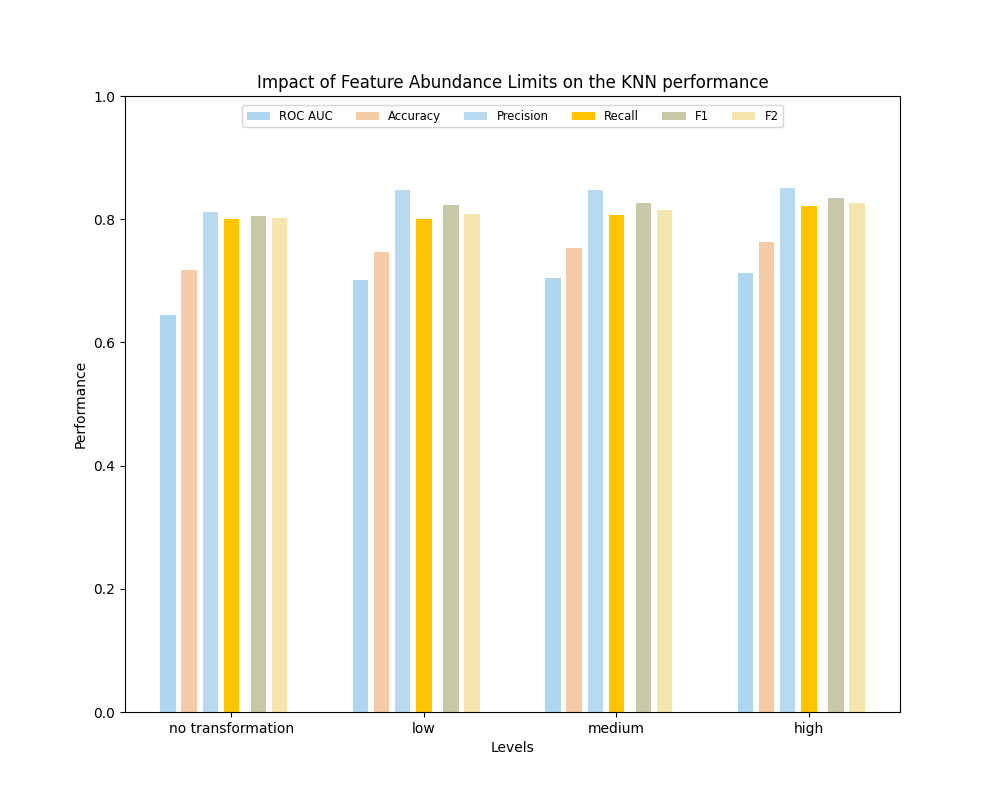 Impact of Feature Abundance Limits on the KNN performance
ROC AUC Accuracy Precision Recall F1 F2
1.0
0.8
0.6
0.4
0.2
0.0
Performance
no transformation low medium high
Levels